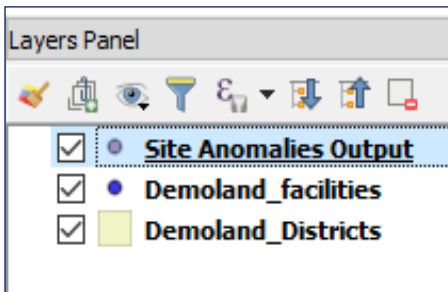 Layers Panel
Site Anomalies Output
Demoland_facilities
Demoland_Districts